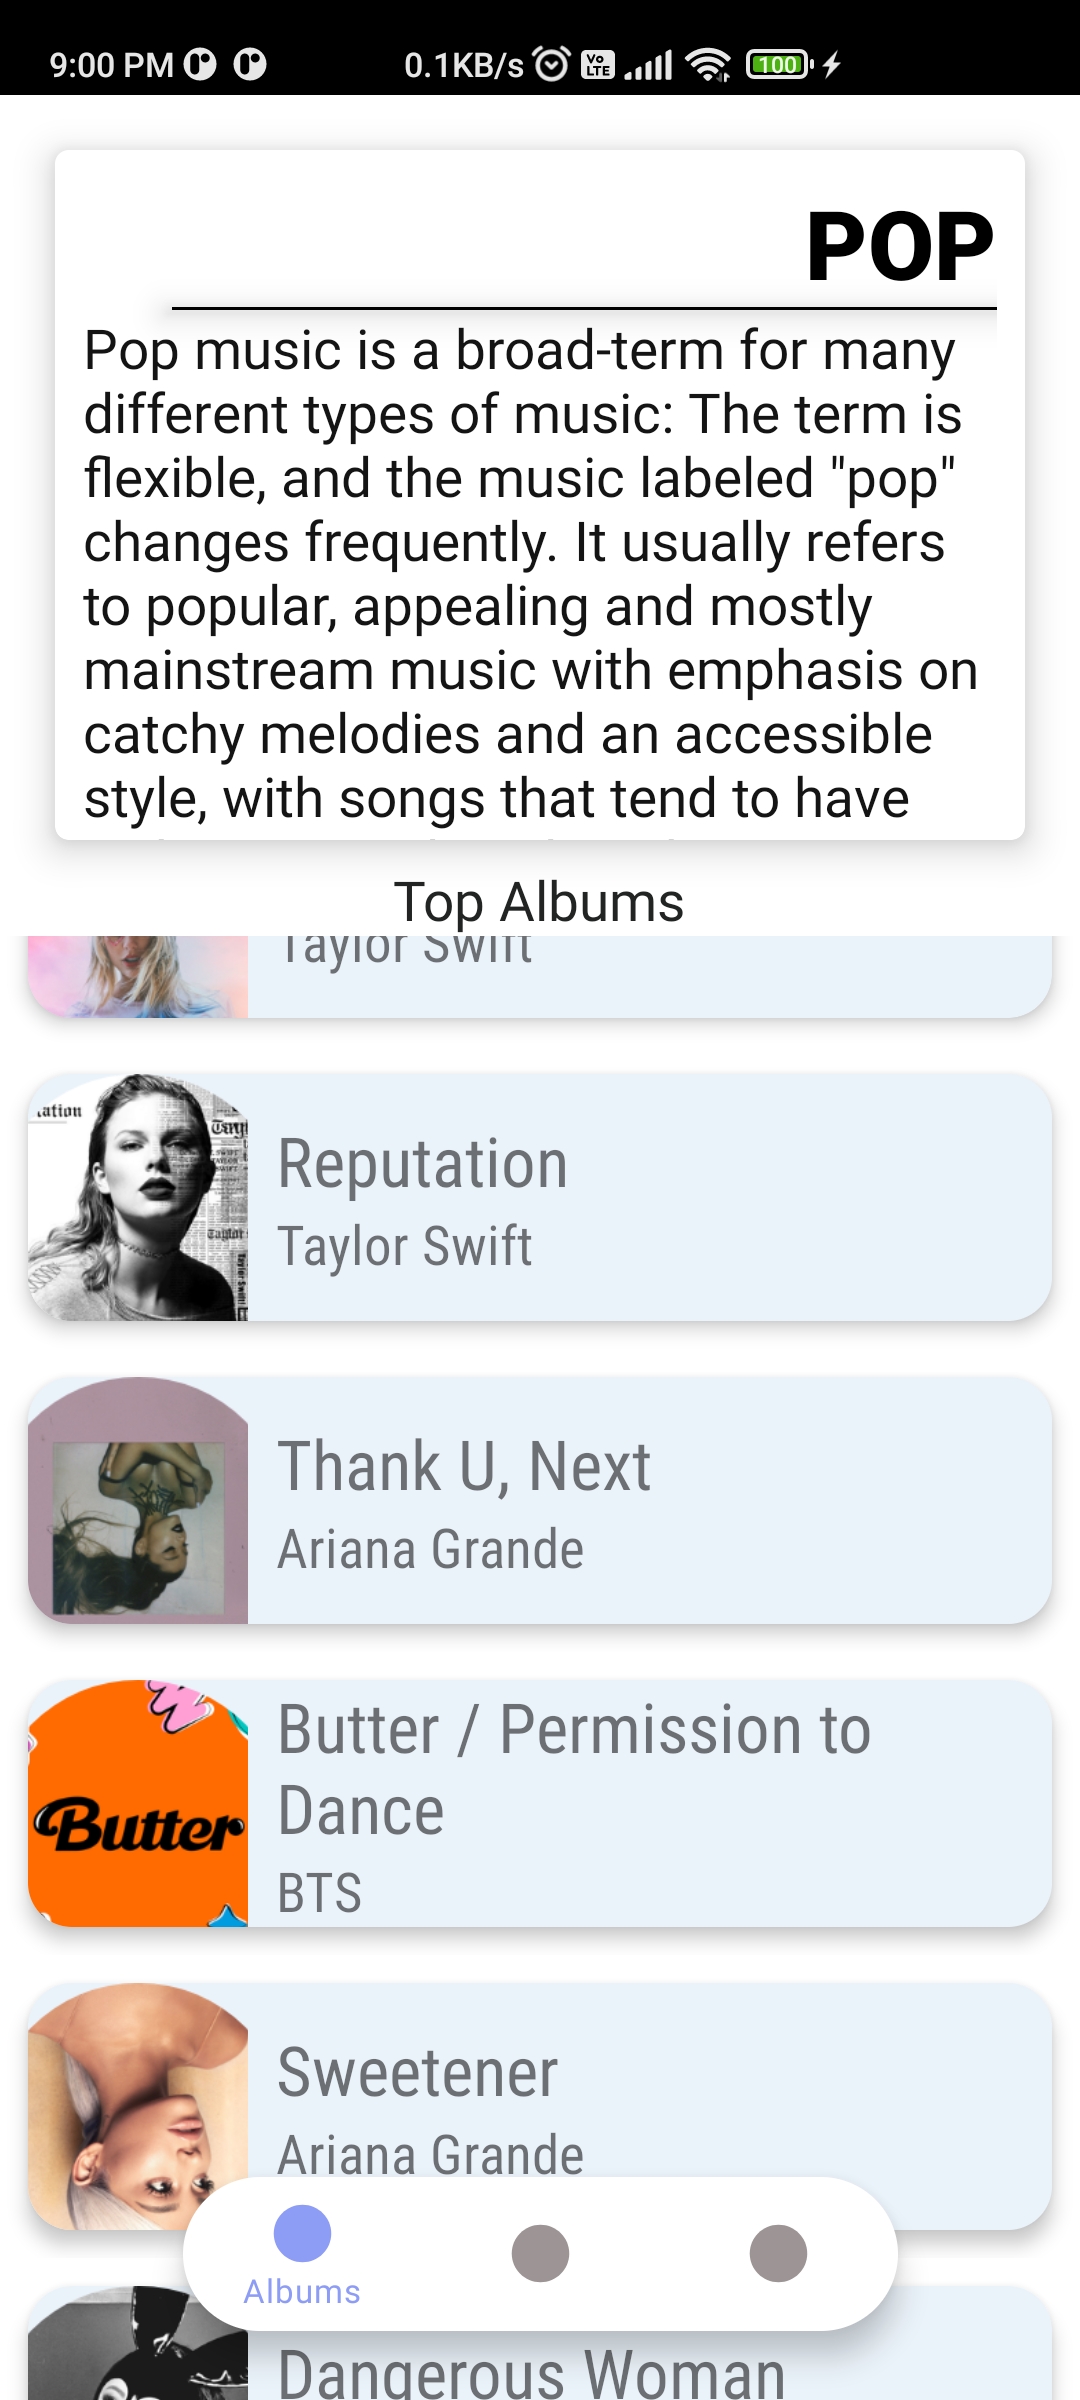 9:00 PM 0.1KB/s Vo LTE 100
POP
Pop music is a broad-term for many
different types of music: The term is
flexible, and the music labeled "pop"
changes frequently. It usually refers
to popular, appealing and mostly
mainstream music with emphasis on
catchy melodies and an accessible
style, with songs that tend to have
Top Albums
Taylor Swift
Reputation
Taylor Swift
Thank U, Next
Ariana Grande
Butter
Butter / Permission to
Dance
BTS
Sweetener
Ariana Grande
Albums
Dangerous Woman